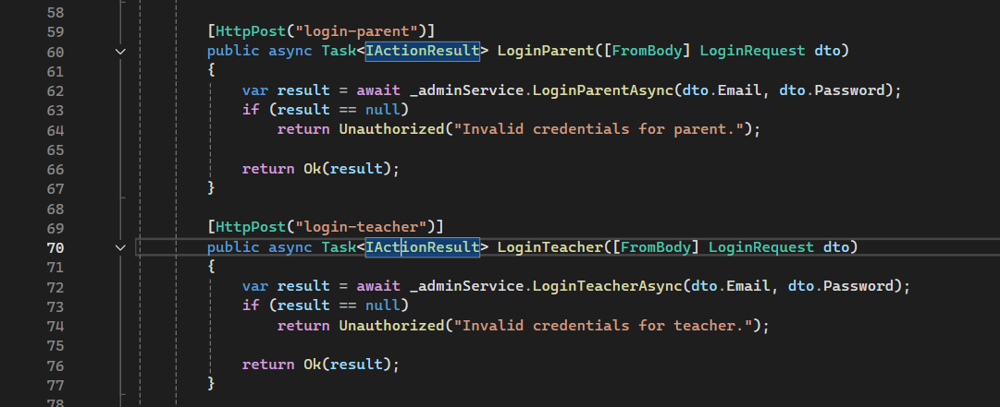 58
59 [HttpPost("login-parent")]
60 public async Task<IActionResult> LoginParent([FromBody] LoginRequest dto)
61 {
62 var result = await _adminService.LoginParentAsync(dto.Email, dto.Password);
63 if (result == null)
64 return Unauthorized("Invalid credentials for parent.");
65
66 return Ok(result);
67 }
68
69 [HttpPost("login-teacher")]
70 public async Task<IActionResult> LoginTeacher([FromBody] LoginRequest dto)
71 {
72 var result = await _adminService.LoginTeacherAsync(dto.Email, dto.Password);
73 if (result == null)
74 return Unauthorized("Invalid credentials for teacher.");
75
76 return Ok(result);
77 }
78